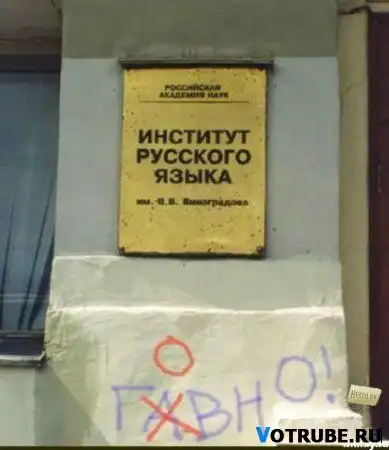 РОССИЙСКАЯ
АКАДЕМИЯ НАУК
ИНСТИТУТ
РУССКОГО
ЯЗЫКА
им. В.В. Виноградова
О
ГАВНО!
VOTRUBE.RU